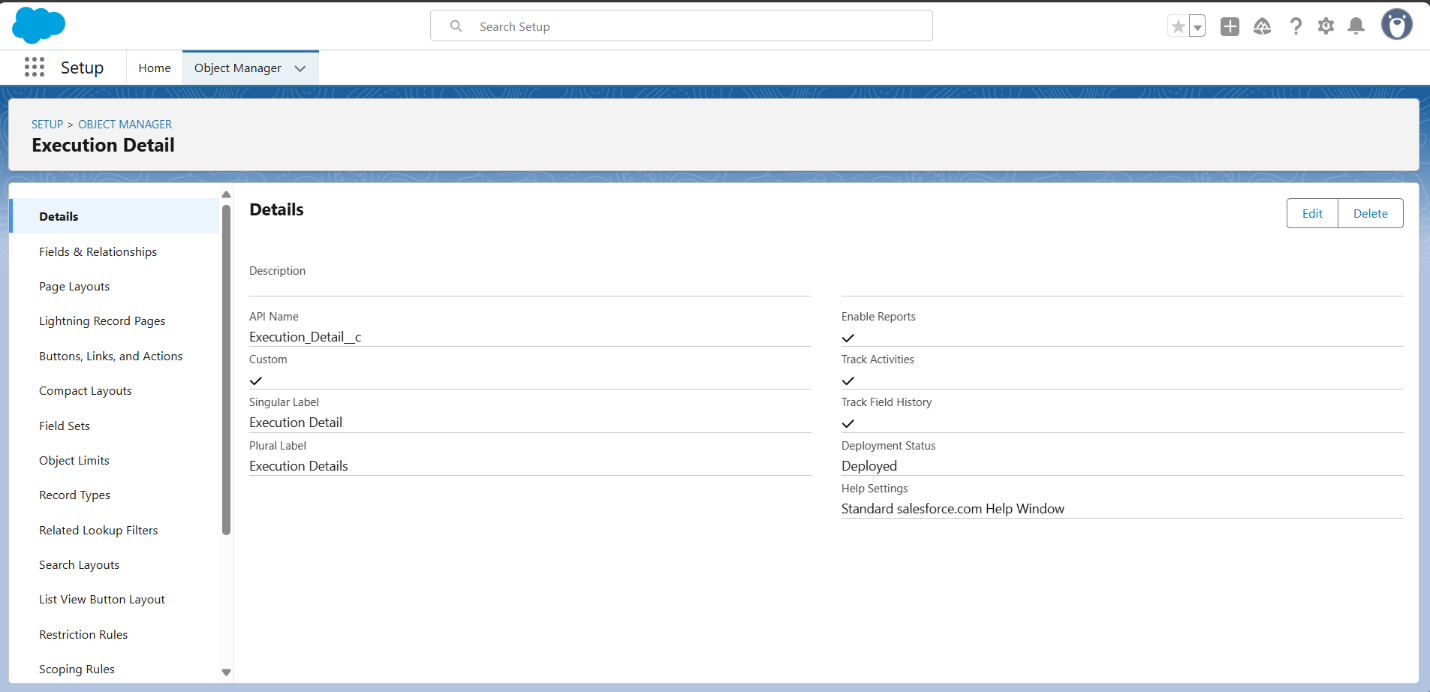 Search Setup
Setup
Home
Object Manager
SETUP > OBJECT MANAGER
Execution Detail
Details
Fields & Relationships
Page Layouts
Lightning Record Pages
Buttons, Links, and Actions
Compact Layouts
Field Sets
Object Limits
Record Types
Related Lookup Filters
Search Layouts
List View Button Layout
Restriction Rules
Scoping Rules
Details
Edit
Delete
Description
API Name
Execution_Detail__c
Custom
Singular Label
Execution Detail
Plural Label
Execution Details
Enable Reports
Track Activities
Track Field History
Deployment Status
Deployed
Help Settings
Standard salesforce.com Help Window